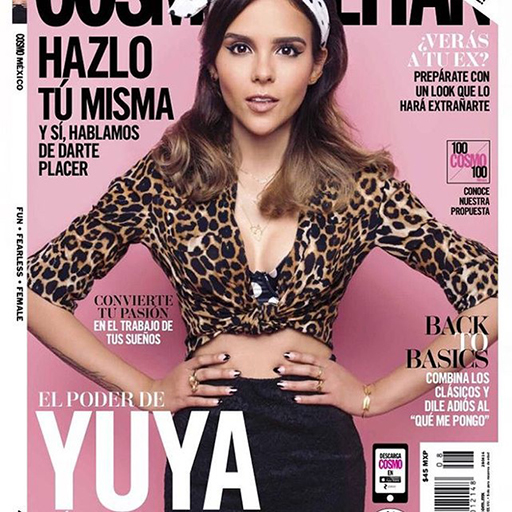 COSMOPOLITAN
COSMO MÉXICO
FUN + FEARLESS + FEMALE
HAZLO
TÚ MISMA
Y SÍ, HABLAMOS
DE DARTE
PLACER
¿VERÁS
A TU EX?
PREPÁRATE CON
UN LOOK QUE LO
HARÁ EXTRAÑARTE
100
COSMO
100
CONOCE
NUESTRA
PROPUESTA
CONVIERTE
TU PASIÓN
EN EL TRABAJO DE
TUS SUEÑOS
BACK
TO
BASICS
COMBINA LOS
CLÁSICOS Y
DILE ADIÓS AL
"QUÉ ME PONGO"
EL PODER DE
YUYA
DESCARGA
COSMO
EN
$45 MXP
08